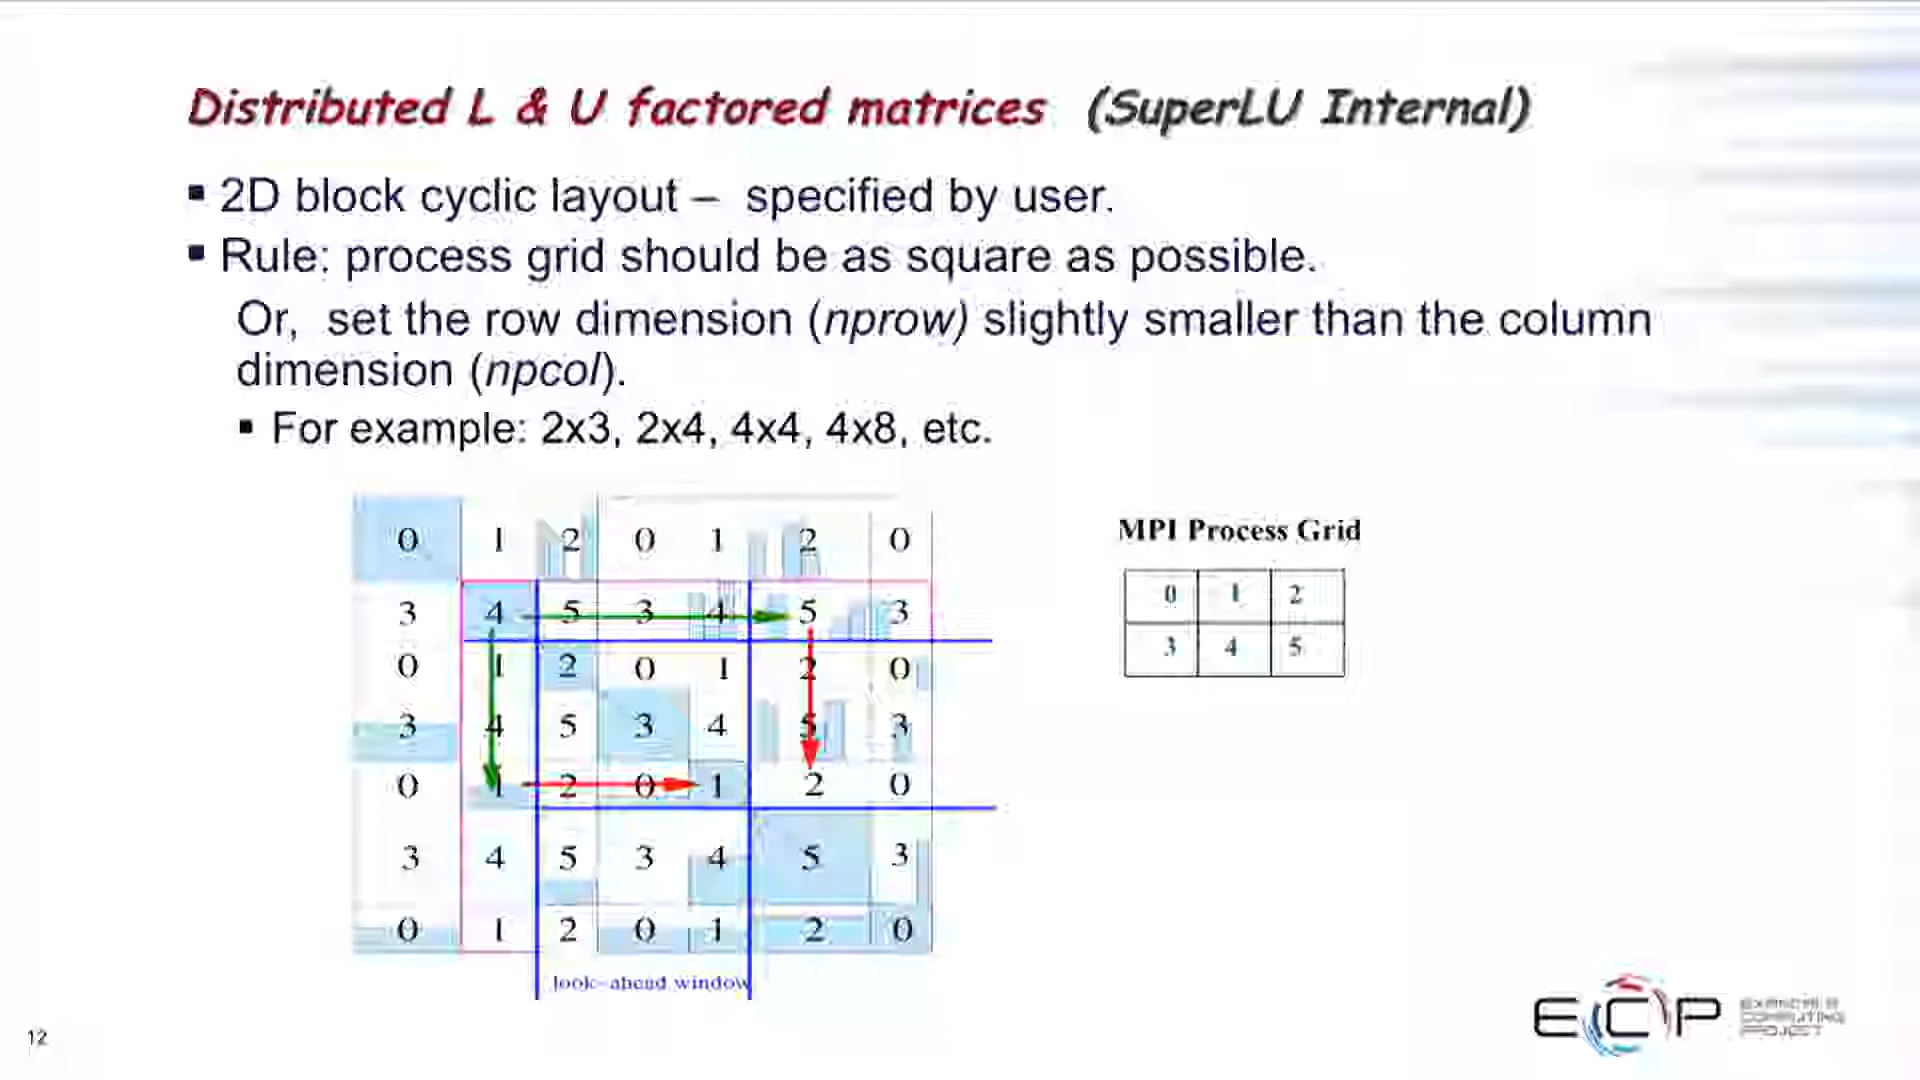 Distributed L & U factored matrices (SuperLU Internal)
▪ 2D block cyclic layout – specified by user.
▪ Rule: process grid should be as square as possible.
Or, set the row dimension (nprow) slightly smaller than the column
dimension (npcol).
▪ For example: 2x3, 2x4, 4x4, 4x8, etc.
0 1 2 0 1 2 0
3 4 5 3 4 5 3
0 1 2 0 1 2 0
3 4 5 3 4 5 3
0 1 2 0 1 2 0
3 4 5 3 4 5 3
0 1 2 0 1 2 0
look-ahead window
MPI Process Grid
0 1 2
3 4 5
ECP EXASCALE
COMPUTING
PROJECT
12